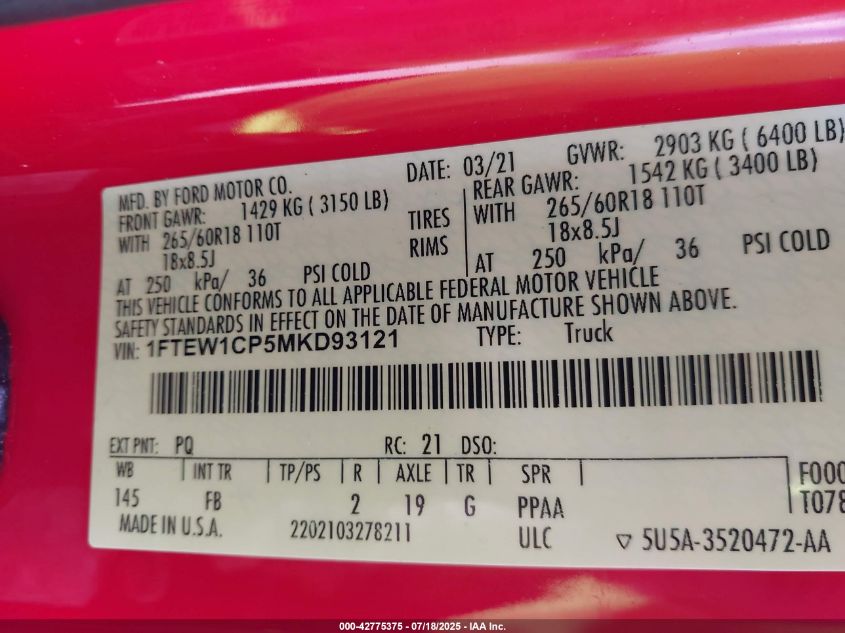 MFD. BY FORD MOTOR CO. DATE: 03/21 GVWR: 2903 KG ( 6400 LB)
FRONT GAWR: 1429 KG ( 3150 LB) REAR GAWR: 1542 KG ( 3400 LB)
WITH 265/60R18 110T TIRES WITH 265/60R18 110T
18x8.5J RIMS 18x8.5J
AT 250 kPa/ 36 PSI COLD AT 250 kPa/ 36 PSI COLD
THIS VEHICLE CONFORMS TO ALL APPLICABLE FEDERAL MOTOR VEHICLE
SAFETY STANDARDS IN EFFECT ON THE DATE OF MANUFACTURE SHOWN ABOVE.
VIN: 1FTEW1CP5MKD93121 TYPE: Truck
EXT PNT: PQ RC: 21 DSO:
WB INT TR TP/PS R AXLE TR SPR F000
145 FB 2 19 G PPAA T078
MADE IN U.S.A. 2202103278211 ULC ▽ 5U5A-3520472-AA
000-42775375 - 07/18/2025 - IAA Inc.